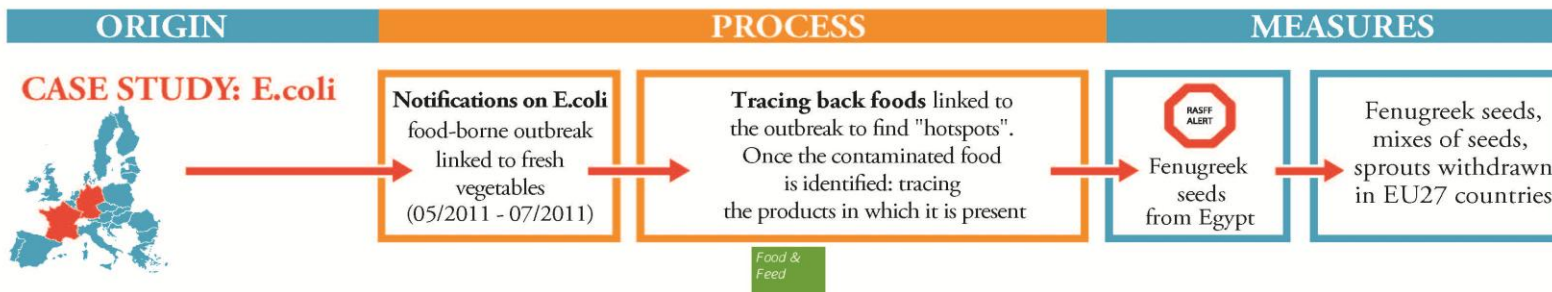 ORIGIN
PROCESS
MEASURES
CASE STUDY: E.coli
Notifications on E.coli
food-borne outbreak
linked to fresh
vegetables
(05/2011 - 07/2011)
Tracing back foods linked to
the outbreak to find "hotspots".
Once the contaminated food
is identified: tracing
the products in which it is present
RASFF
ALERT
Fenugreek
seeds
from Egypt
Fenugreek seeds,
mixes of seeds,
sprouts withdrawn
in EU27 countries
Food &
Feed